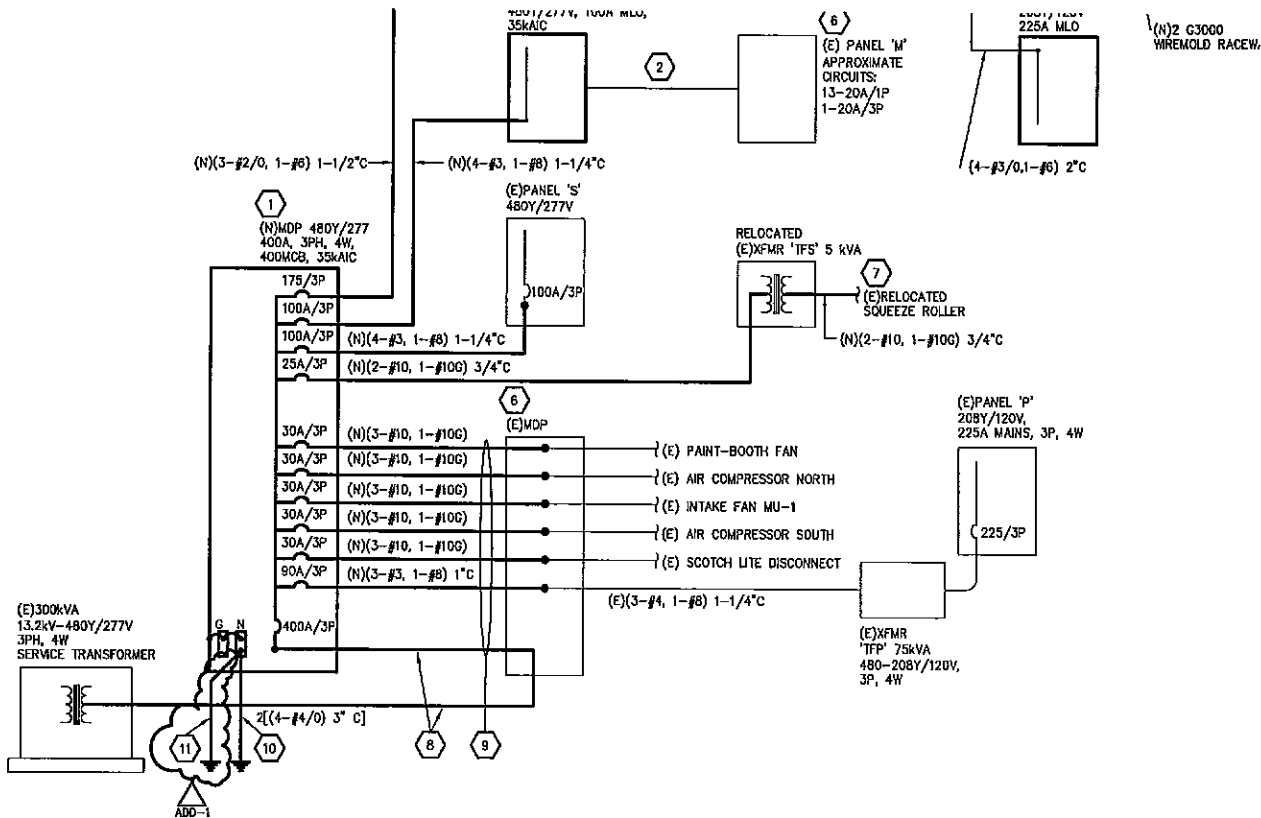 480Y/277V, 100A MLO,
35kAIC
6
(E) PANEL 'M'
APPROXIMATE
CIRCUITS:
13-20A/1P
1-20A/3P
2
208Y/120V
225A MLO
(N)2 G3000
WIREMOLD RACEWA
(N)(3-#2/0, 1-#6) 1-1/2"C
(N)(4-#3, 1-#8) 1-1/4"C
(4-#3/0,1-#6) 2"C
1
(N)MDP 480Y/277
400A, 3PH, 4W,
400MCB, 35kAIC
(E)PANEL 'S'
480Y/277V
100A/3P
RELOCATED
(E)XFMR 'TFS' 5 kVA
7
(E)RELOCATED
SQUEEZE ROLLER
(N)(2-#10, 1-#10G) 3/4"C
175/3P
100A/3P
100A/3P
(N)(4-#3, 1-#8) 1-1/4"C
25A/3P
(N)(2-#10, 1-#10G) 3/4"C
6
(E)MDP
(E)PANEL 'P'
208Y/120V,
225A MAINS, 3P, 4W
225/3P
30A/3P
(N)(3-#10, 1-#10G)
(E) PAINT-BOOTH FAN
30A/3P
(N)(3-#10, 1-#10G)
(E) AIR COMPRESSOR NORTH
30A/3P
(N)(3-#10, 1-#10G)
(E) INTAKE FAN MU-1
30A/3P
(N)(3-#10, 1-#10G)
(E) AIR COMPRESSOR SOUTH
30A/3P
(N)(3-#10, 1-#10G)
(E) SCOTCH LITE DISCONNECT
90A/3P
(N)(3-#3, 1-#8) 1"C
(E)(3-#4, 1-#8) 1-1/4"C
(E)XFMR
'TFP' 75kVA
480-208Y/120V,
3P, 4W
(E)300kVA
13.2kV-480Y/277V
3PH, 4W
SERVICE TRANSFORMER
G N
400A/3P
2[(4-#4/0) 3" C]
11
10
8
9
ADD-1